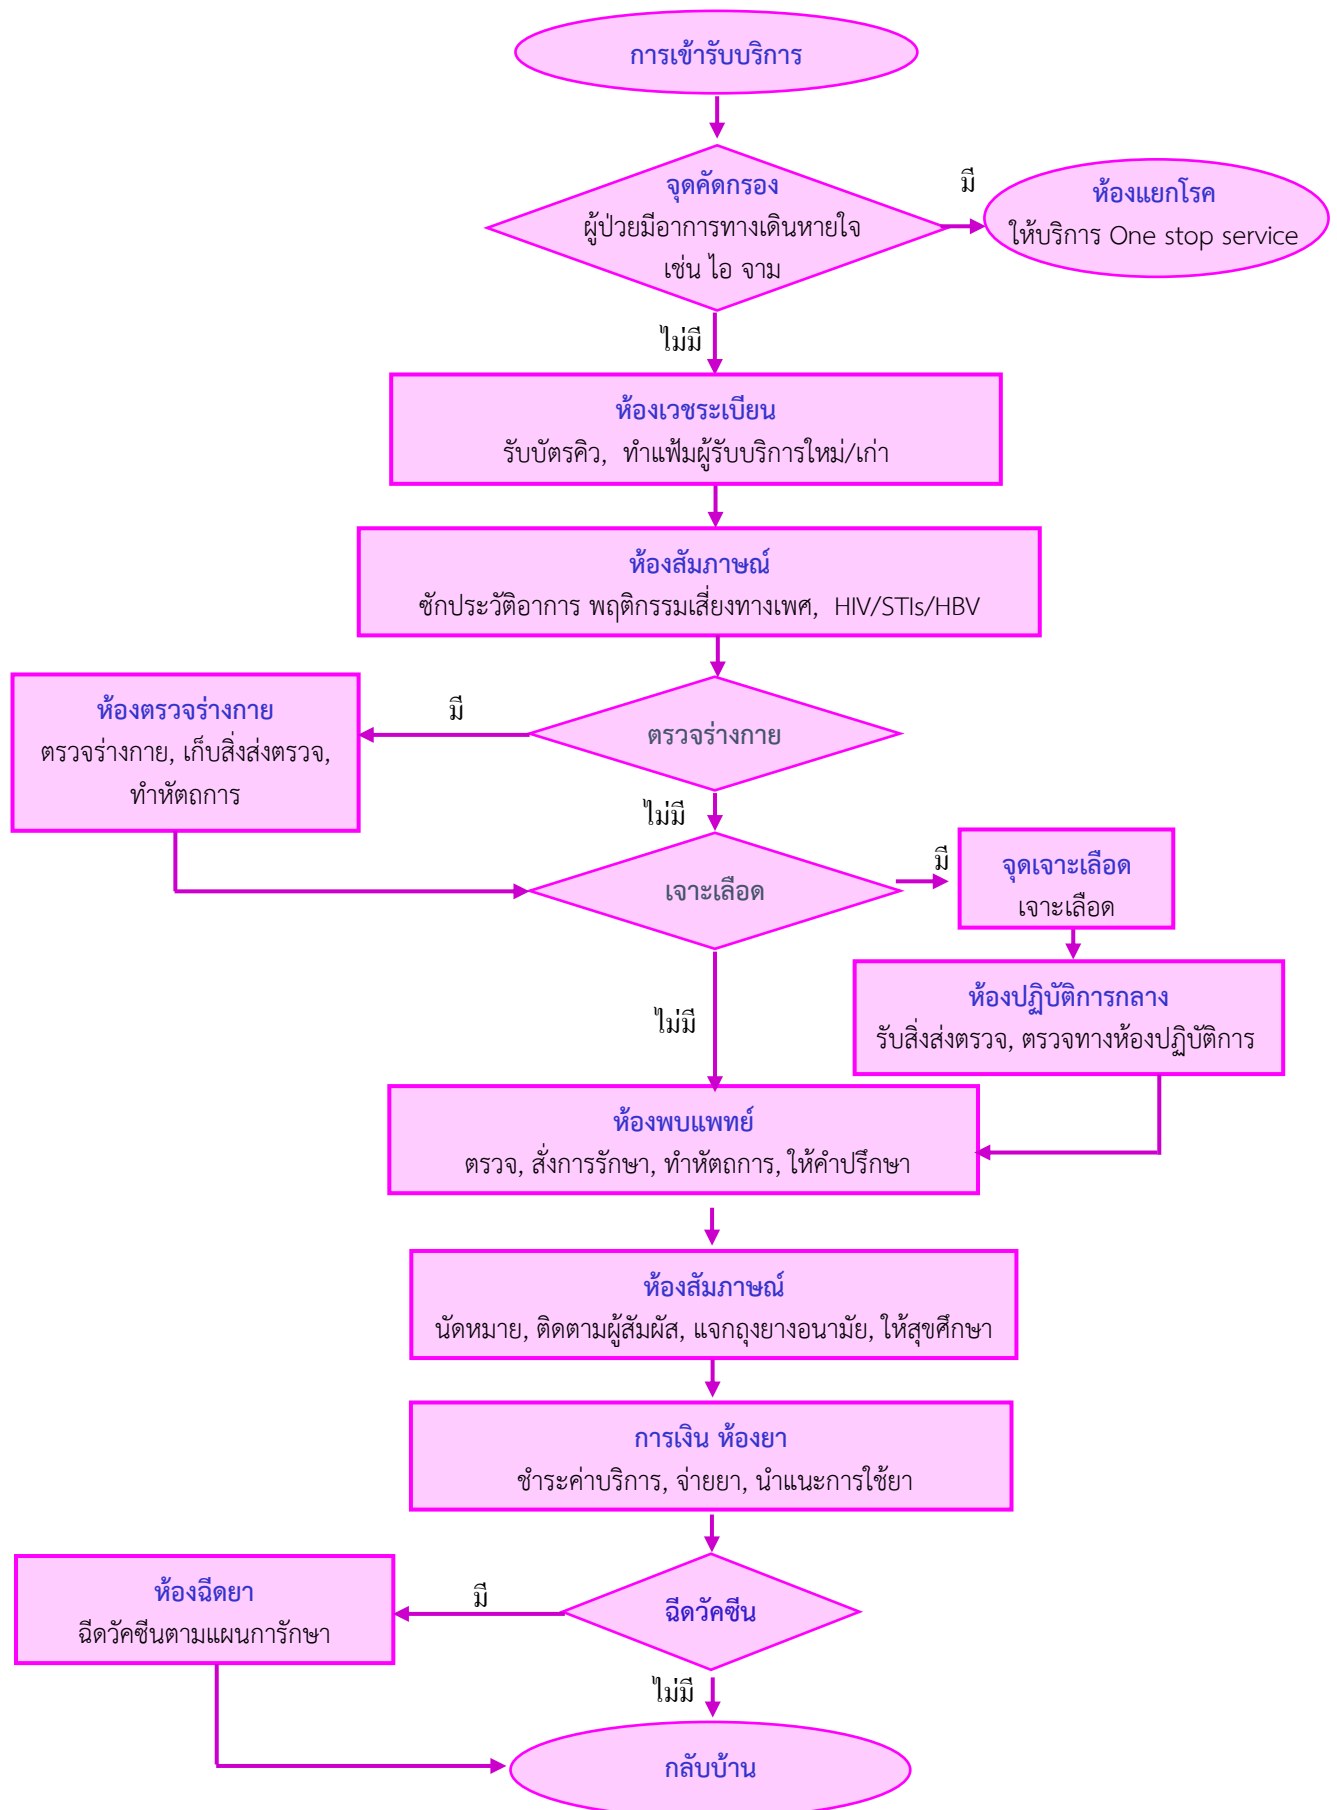 การเข้ารับบริการ
จุดคัดกรอง
ผู้ป่วยมีอาการทางเดินหายใจ
เช่น ไอ จาม
มี
ห้องแยกโรค
ให้บริการ One stop service
ไม่มี
ห้องเวชระเบียน
รับบัตรคิว, ทำแฟ้มผู้รับบริการใหม่/เก่า
ห้องสัมภาษณ์
ซักประวัติอาการ พฤติกรรมเสี่ยงทางเพศ, HIV/STIs/HBV
ตรวจร่างกาย
มี
ห้องตรวจร่างกาย
ตรวจร่างกาย, เก็บสิ่งส่งตรวจ,
ทำหัตถการ
ไม่มี
เจาะเลือด
มี
จุดเจาะเลือด
เจาะเลือด
ห้องปฏิบัติการกลาง
รับสิ่งส่งตรวจ, ตรวจทางห้องปฏิบัติการ
ไม่มี
ห้องพบแพทย์
ตรวจ, สั่งการรักษา, ทำหัตถการ, ให้คำปรึกษา
ห้องสัมภาษณ์
นัดหมาย, ติดตามผู้สัมผัส, แจกถุงยางอนามัย, ให้สุขศึกษา
การเงิน ห้องยา
ชำระค่าบริการ, จ่ายยา, นำแนะการใช้ยา
ฉีดวัคซีน
มี
ห้องฉีดยา
ฉีดวัคซีนตามแผนการักษา
ไม่มี
กลับบ้าน